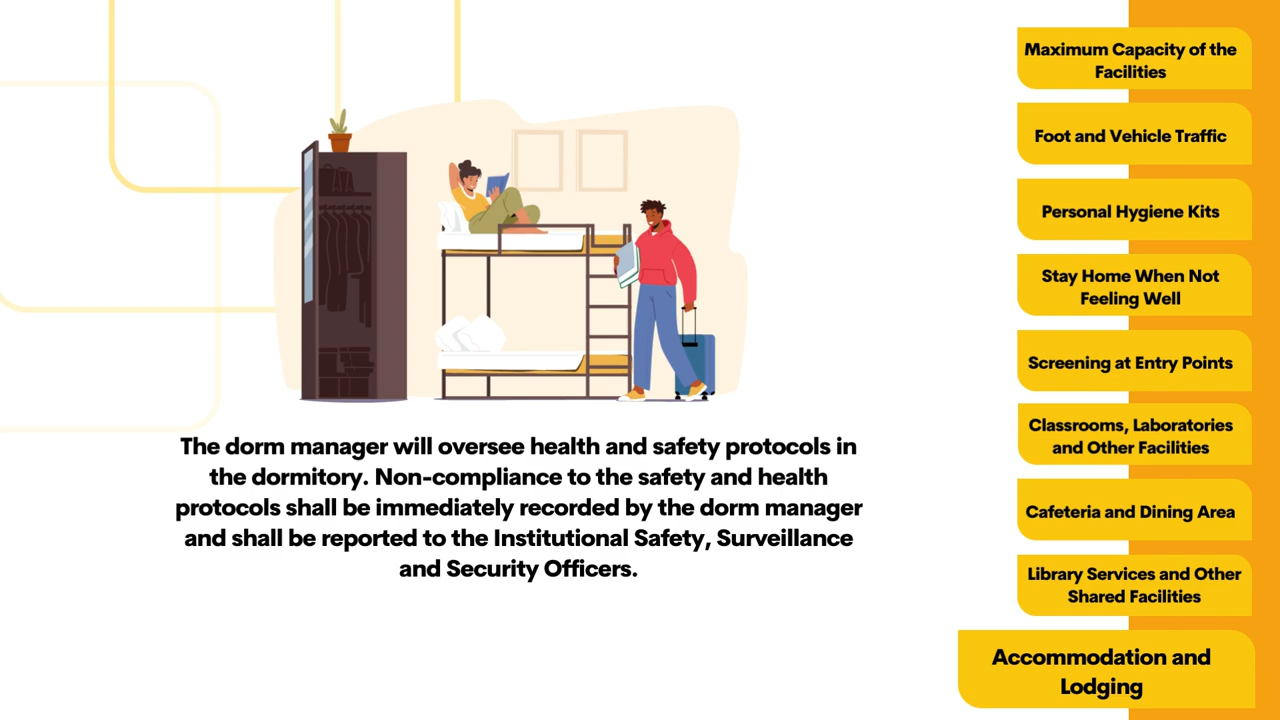 The dorm manager will oversee health and safety protocols in
the dormitory. Non-compliance to the safety and health
protocols shall be immediately recorded by the dorm manager
and shall be reported to the Institutional Safety, Surveillance
and Security Officers.
Maximum Capacity of the
Facilities
Foot and Vehicle Traffic
Personal Hygiene Kits
Stay Home When Not
Feeling Well
Screening at Entry Points
Classrooms, Laboratories
and Other Facilities
Cafeteria and Dining Area
Library Services and Other
Shared Facilities
Accommodation and
Lodging